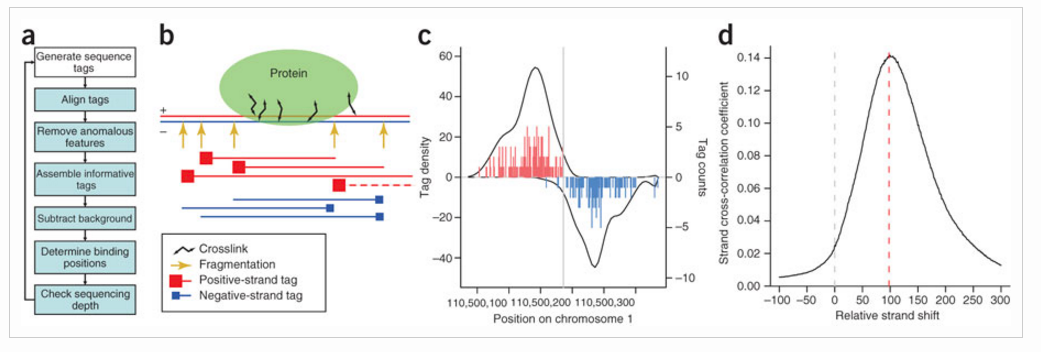 a
Generate sequence
tags
Align tags
Remove anomalous
features
Assemble informative
tags
Subtract background
Determine binding
positions
Check sequencing
depth
b
Protein
+
–
Crosslink
Fragmentation
Positive-strand tag
Negative-strand tag
c
60
40
20
0
–20
–40
Tag density
10
5
0
–5
–10
Tag counts
110,500,100 110,500,200 110,500,300
Position on chromosome 1
d
0.14
0.12
0.10
0.08
0.06
0.04
0.02
0.00
Strand cross-correlation coefficient
–100 –50 0 50 100 150 200 250 300
Relative strand shift